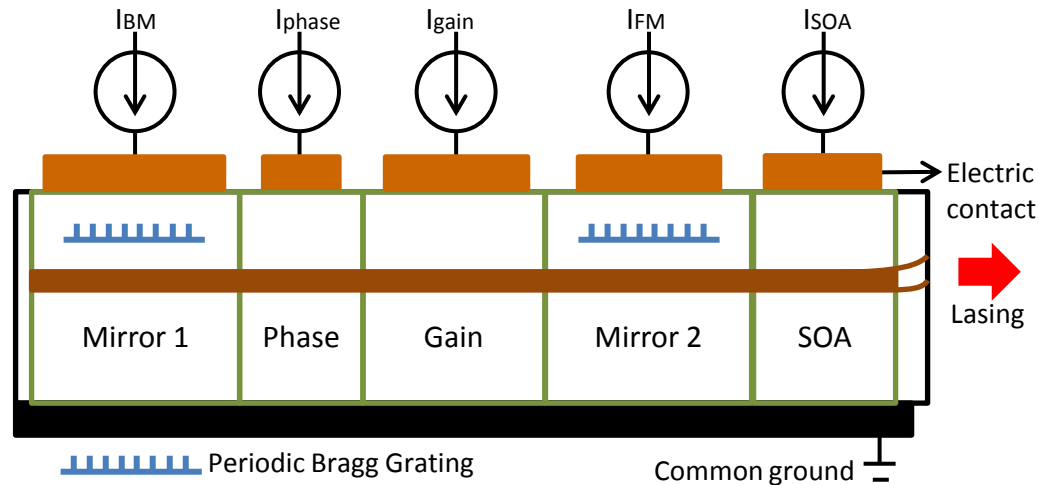 IBM
Iphase
Igain
IFM
ISOA
Electric
contact
Lasing
Mirror 1
Phase
Gain
Mirror 2
SOA
Periodic Bragg Grating
Common ground